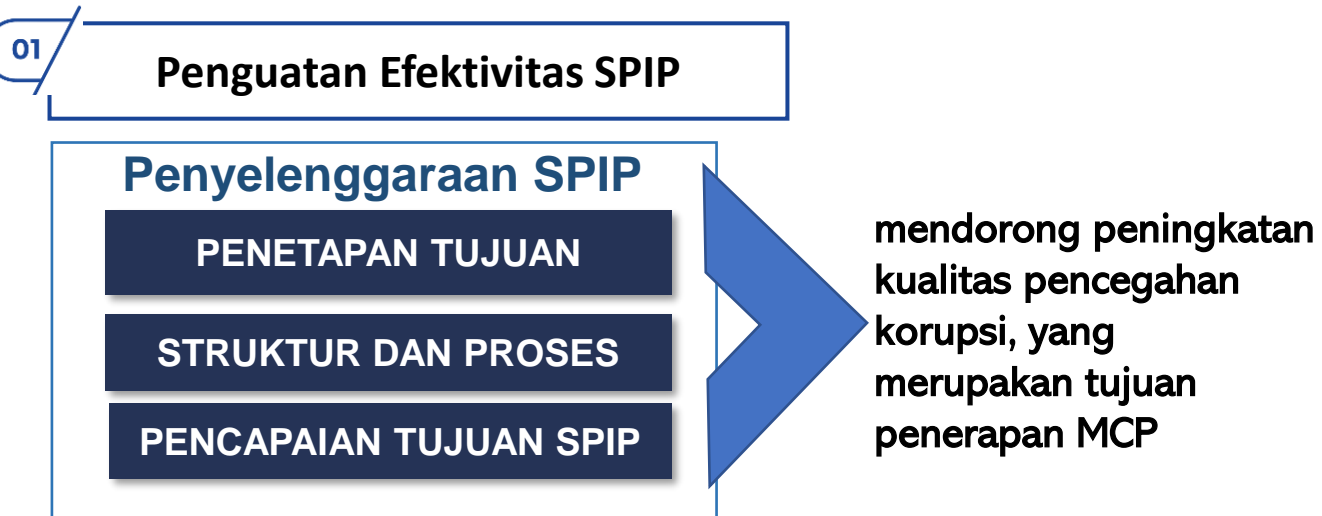 01
Penguatan Efektivitas SPIP
Penyelenggaraan SPIP
PENETAPAN TUJUAN
STRUKTUR DAN PROSES
PENCAPAIAN TUJUAN SPIP
mendorong peningkatan
kualitas pencegahan
korupsi, yang
merupakan tujuan
penerapan MCP